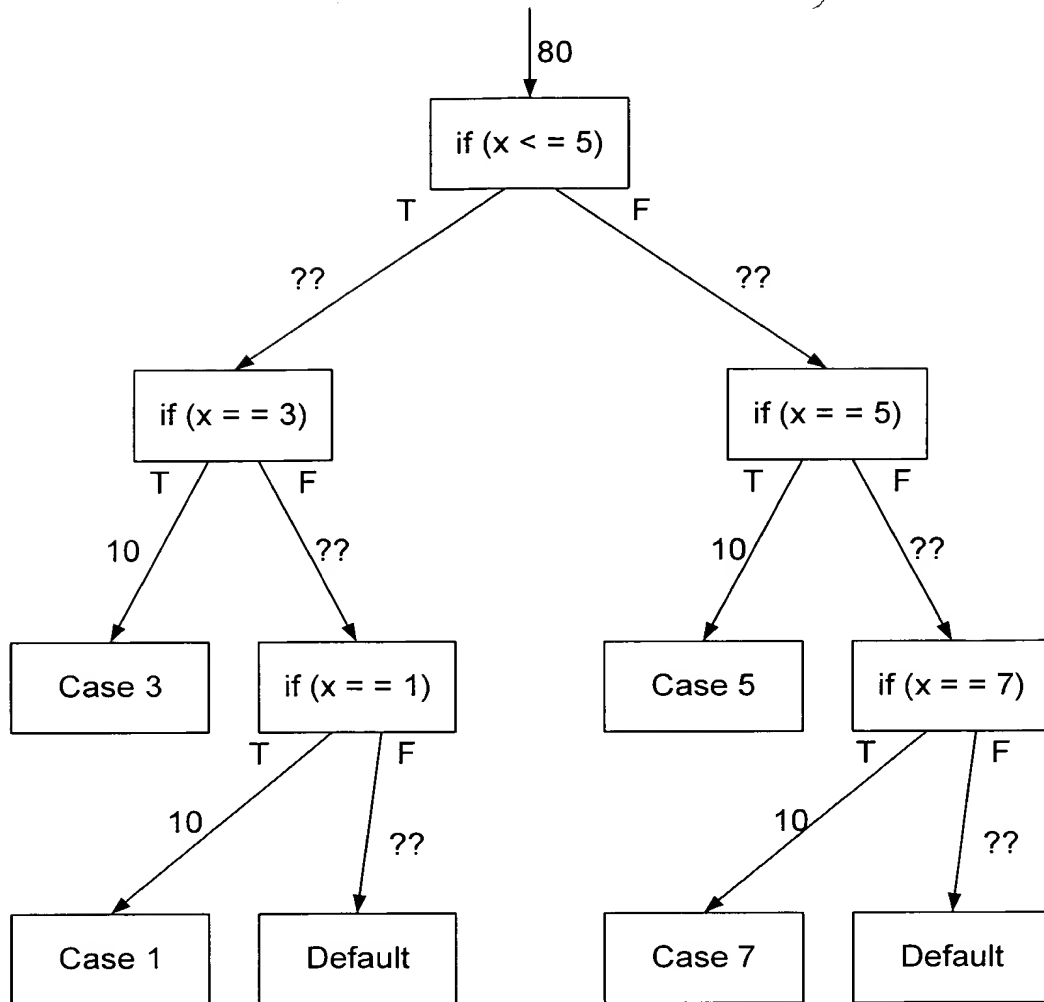 80
if (x < = 5)
T F
?? ??
if (x = = 3) if (x = = 5)
T F T F
10 ?? 10 ??
Case 3 if (x = = 1) Case 5 if (x = = 7)
T F T F
10 ?? 10 ??
Case 1 Default Case 7 Default